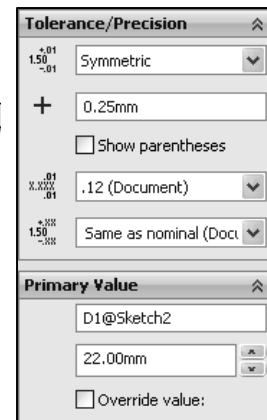 Tolerance/Precision
1.50 +.01 -.01
Symmetric
+
0.25mm
Show parentheses
X.XXX .01 .01
.12 (Document)
1.50 +.XX -.XX
Same as nominal (Docu
Primary Value
D1@Sketch2
22.00mm
Override value: